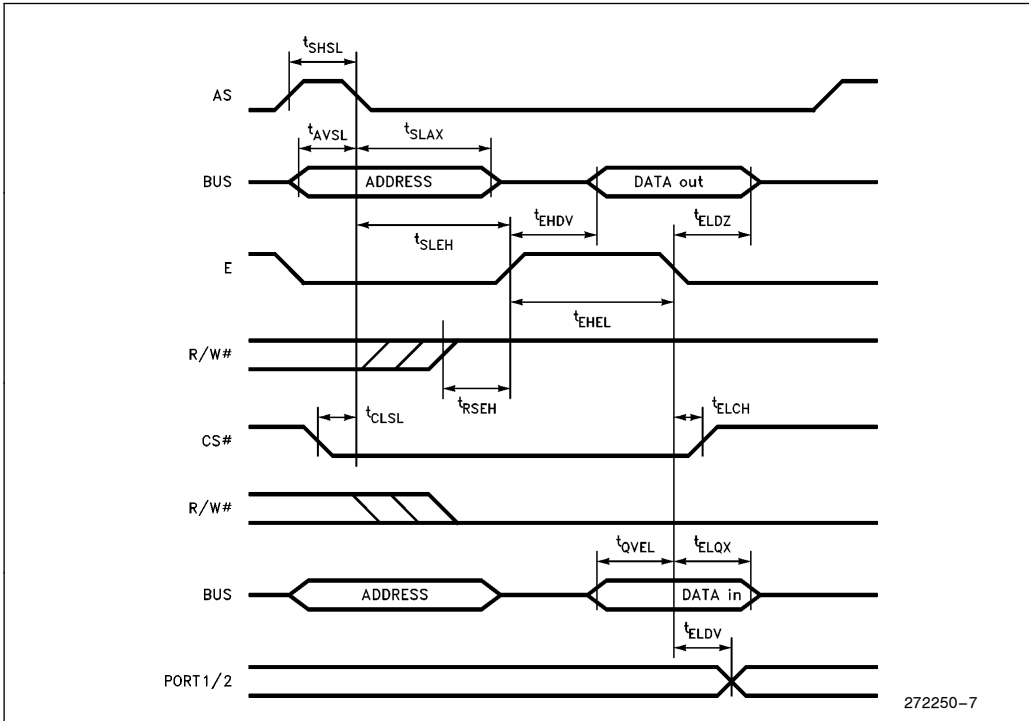 tSHSL
AS
tAVSL
tSLAX
BUS
ADDRESS
DATA out
tSLEH
tEHDV
tELDZ
E
tEHEL
R/W#
tRSEH
tCLSL
tELCH
CS#
R/W#
tQVEL
tELQX
BUS
ADDRESS
DATA in
tELDV
PORT1/2
272250-7